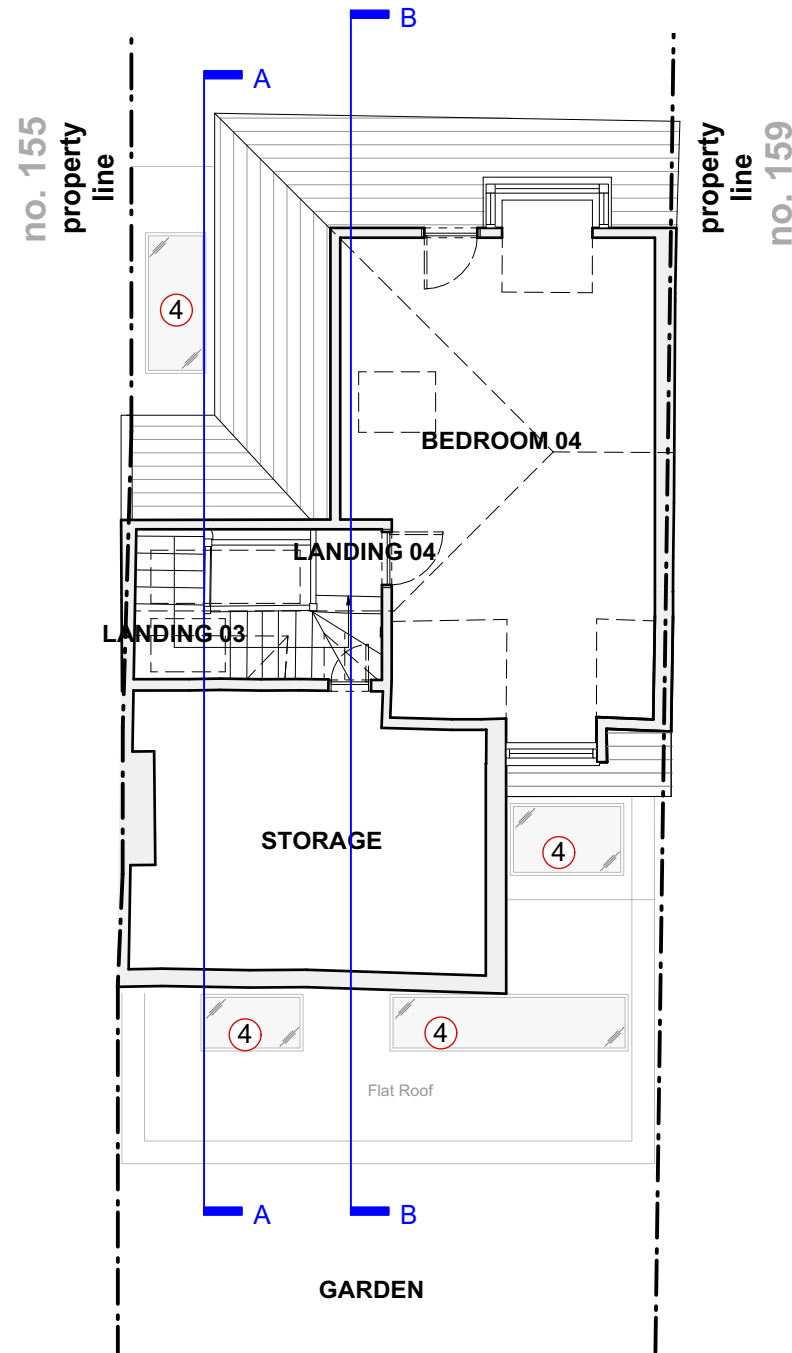 B
A
no. 155
property
line
property
line
no. 159
4
BEDROOM 04
LANDING 04
LANDING 03
STORAGE
4
4
4
Flat Roof
A
B
GARDEN